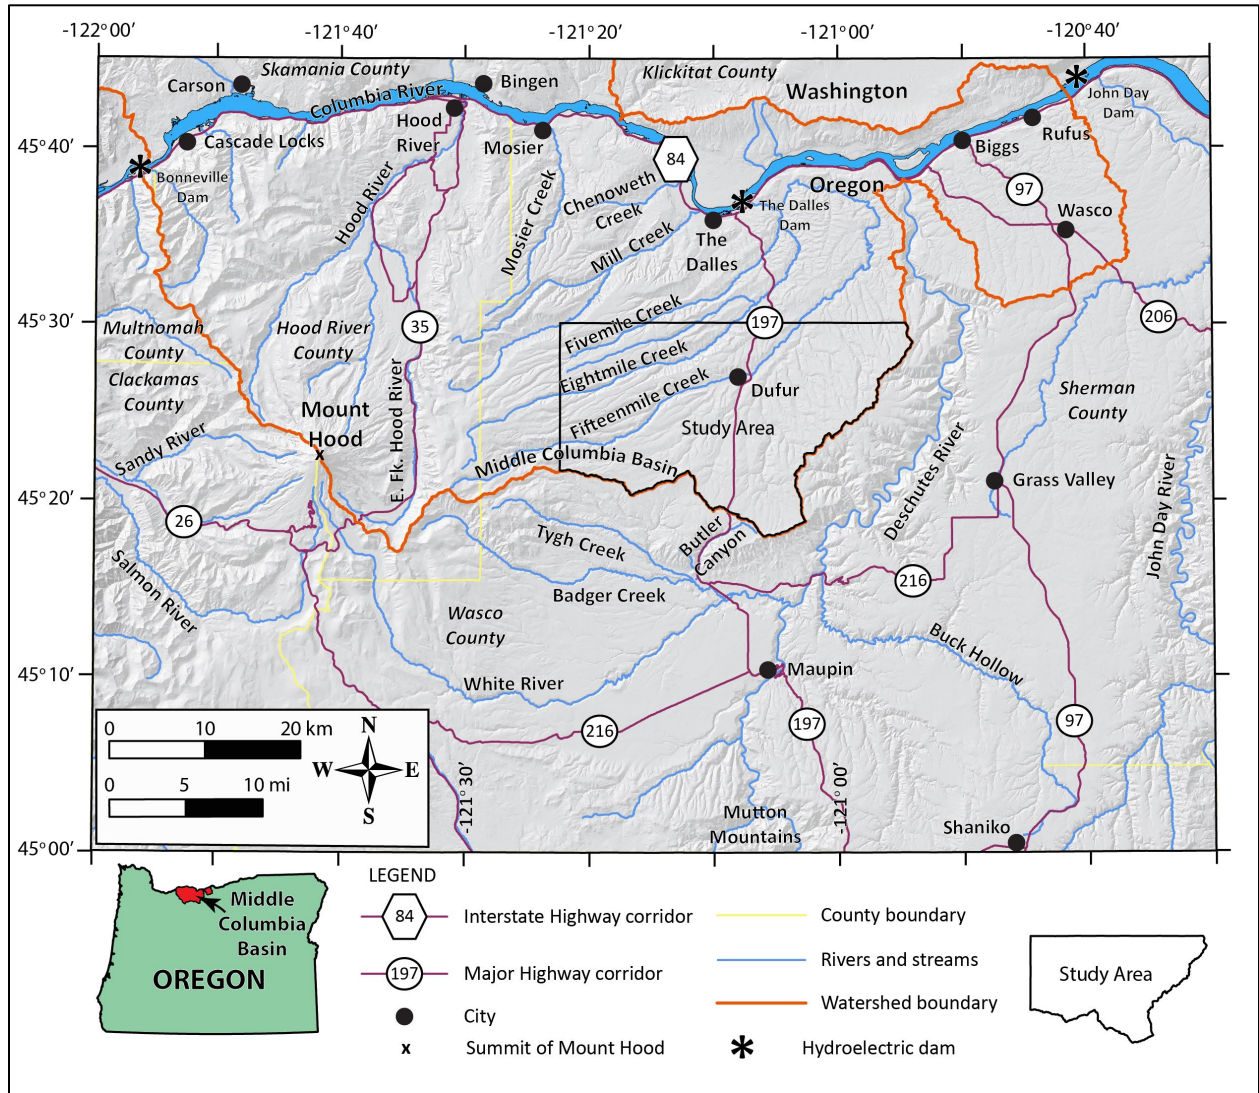 -122°00'
-121°40'
-121°20'
-121°00'
-120°40'
Skamania County
Klickitat County
Carson
Bingen
Columbia River
Washington
John Day
Dam
Hood
River
Rufus
Cascade Locks
Mosier
Biggs
45°40'
84
Bonneville
Dam
Hood River
Mosier Creek
Chenoweth
Creek
Oregon
97
The Dalles
Dam
Wasco
Mill Creek
The
Dalles
45°30'
Multnomah
County
Hood River
County
35
Fivemile Creek
197
206
Clackamas
County
Eightmile Creek
Dufur
Sherman
County
Fifteenmile Creek
Mount
Hood
x
E. Fk. Hood River
Study Area
Sandy River
Middle Columbia Basin
Deschutes River
John Day River
Grass Valley
45°20'
26
Butler
Canyon
Tygh Creek
Salmon River
216
Badger Creek
Wasco
County
Buck Hollow
45°10'
Maupin
White River
216
197
97
0 10 20 km
0 5 10 mi
N
W E
S
-121°30'
-121°00'
Mutton
Mountains
Shaniko
45°00'
Middle
Columbia
Basin
OREGON
LEGEND
84
Interstate Highway corridor
197
Major Highway corridor
City
x
Summit of Mount Hood
County boundary
Rivers and streams
Watershed boundary
Hydroelectric dam
Study Area